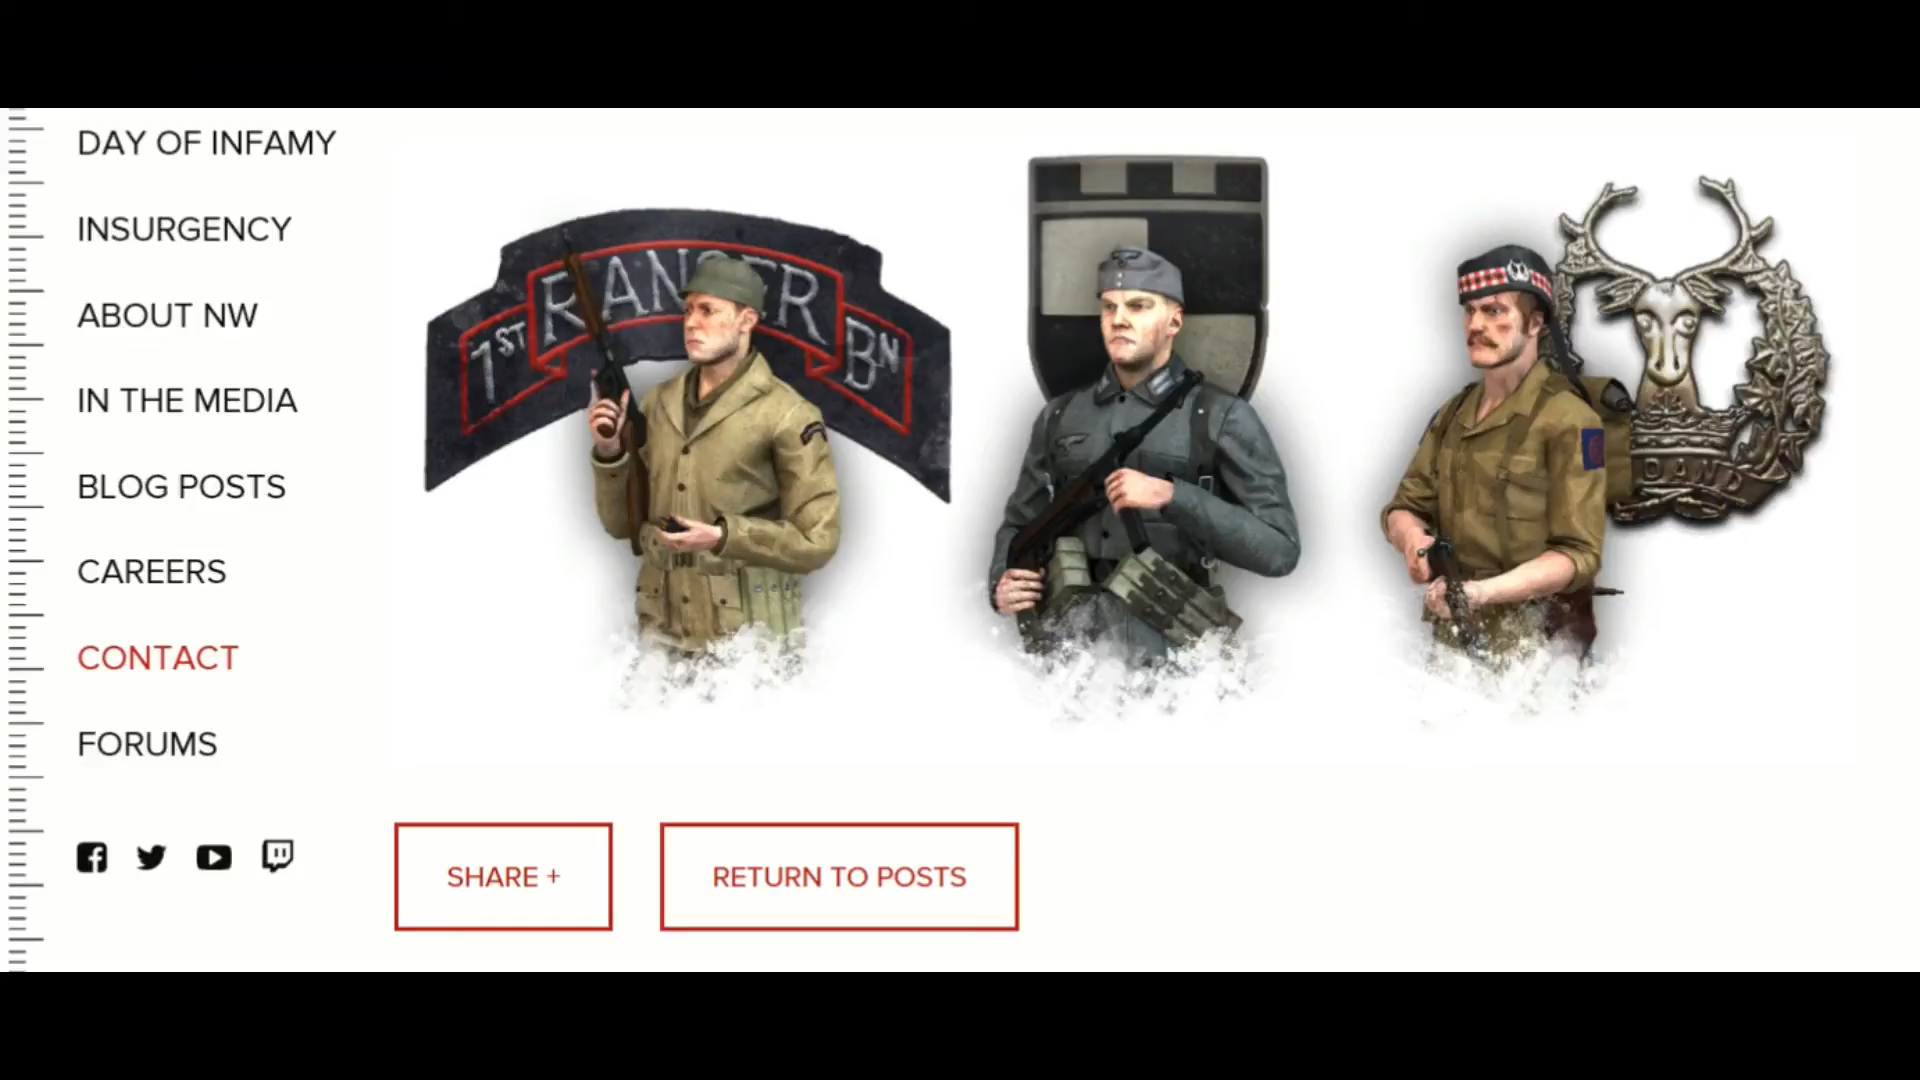 DAY OF INFAMY
INSURGENCY
ABOUT NW
IN THE MEDIA
BLOG POSTS
CAREERS
CONTACT
FORUMS
1ST
BN
DAND
SHARE +
RETURN TO POSTS